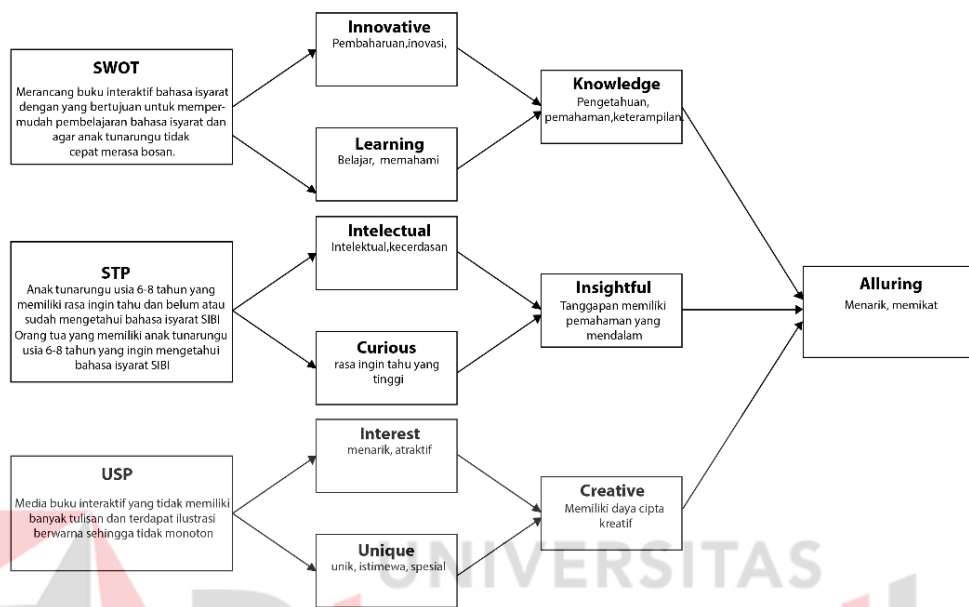 SWOT
Merancang buku interaktif bahasa isyarat
dengan yang bertujuan untuk memper-
mudah pembelajaran bahasa isyarat dan
agar anak tunarungu tidak
cepat merasa bosan.
Innovative
Pembaharuan,inovasi,
Learning
Belajar, memahami
Knowledge
Pengetahuan,
pemahaman,keterampilan.
STP
Anak tunarungu usia 6-8 tahun yang
memiliki rasa ingin tahu dan belum atau
sudah mengetahui bahasa isyarat SIBI
Orang tua yang memiliki anak tunarungu
usia 6-8 tahun yang ingin mengetahui
bahasa isyarat SIBI
Intelectual
Intelektual,kecerdasan
Curious
rasa ingin tahu yang
tinggi
Insightful
Tanggapan memiliki
pemahaman yang
mendalam
Alluring
Menarik, memikat
USP
Media buku interaktif yang tidak memiliki
banyak tulisan dan terdapat ilustrasi
berwarna sehingga tidak monoton
Interest
menarik, atraktif
Unique
unik, istimewa, spesial
Creative
Memiliki daya cipta
kreatif
UNIVERSITAS